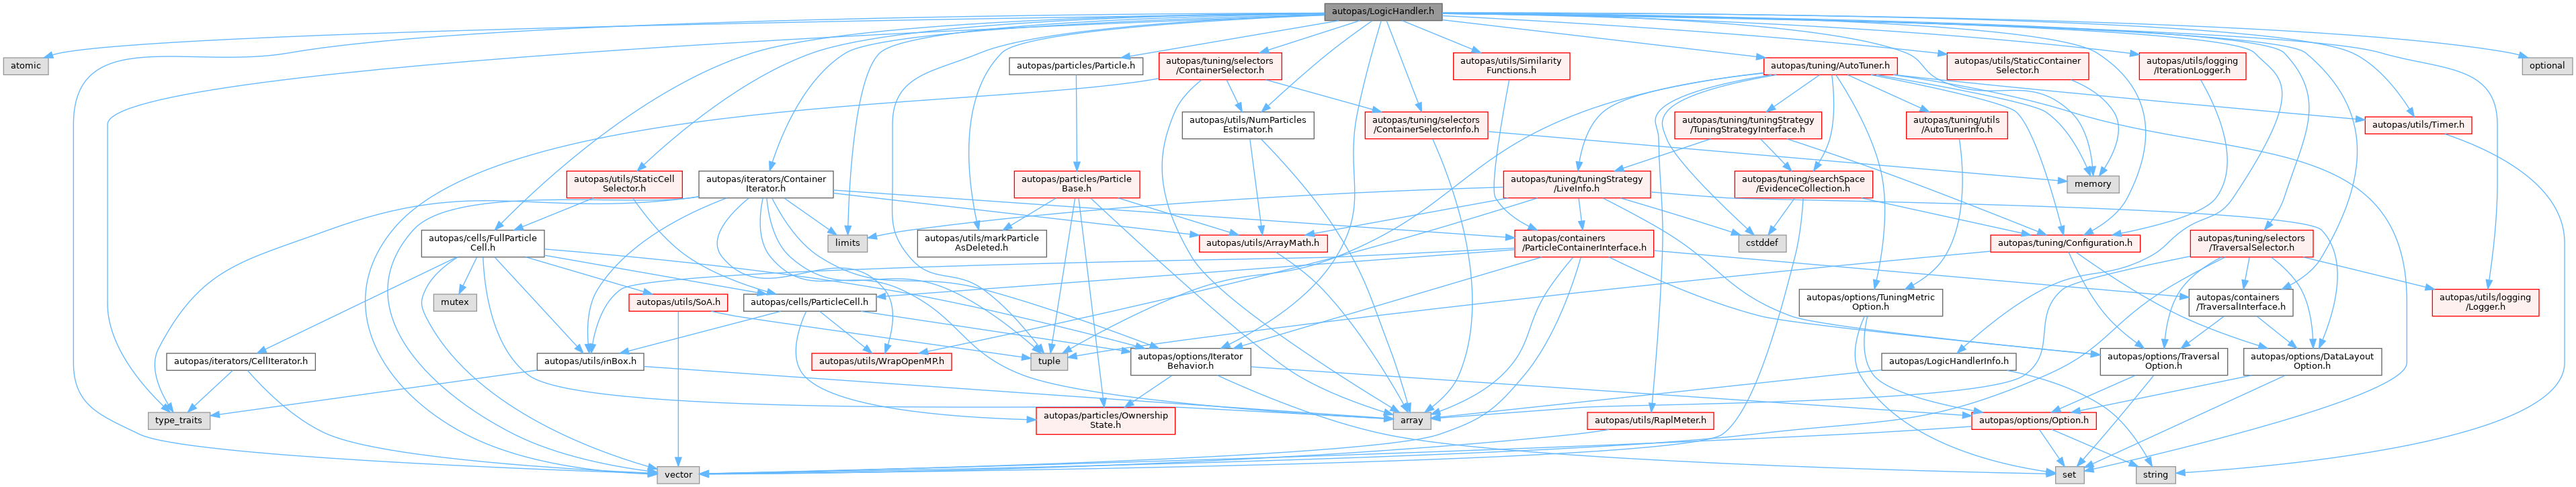 autopas/LogicHandler.h
atomic
autopas/particles/Particle.h
autopas/tuning/selectors
/ContainerSelector.h
autopas/utils/Similarity
Functions.h
autopas/tuning/AutoTuner.h
autopas/utils/StaticContainer
Selector.h
autopas/utils/logging
/IterationLogger.h
optional
autopas/utils/NumParticles
Estimator.h
autopas/tuning/selectors
/ContainerSelectorInfo.h
autopas/tuning/tuningStrategy
/TuningStrategyInterface.h
autopas/tuning/utils
/AutoTunerInfo.h
autopas/utils/Timer.h
autopas/utils/StaticCell
Selector.h
autopas/iterators/Container
Iterator.h
autopas/particles/Particle
Base.h
autopas/tuning/tuningStrategy
/LiveInfo.h
autopas/tuning/searchSpace
/EvidenceCollection.h
memory
autopas/cells/FullParticle
Cell.h
limits
autopas/utils/markParticle
AsDeleted.h
autopas/utils/ArrayMath.h
autopas/containers
/ParticleContainerInterface.h
cstddef
autopas/tuning/Configuration.h
autopas/tuning/selectors
/TraversalSelector.h
mutex
autopas/utils/SoA.h
autopas/cells/ParticleCell.h
autopas/options/TuningMetric
Option.h
autopas/containers
/TraversalInterface.h
autopas/utils/logging
/Logger.h
autopas/iterators/CellIterator.h
autopas/utils/inBox.h
autopas/utils/WrapOpenMP.h
tuple
autopas/options/Iterator
Behavior.h
autopas/LogicHandlerInfo.h
autopas/options/Traversal
Option.h
autopas/options/DataLayout
Option.h
type_traits
autopas/particles/Ownership
State.h
array
autopas/utils/RaplMeter.h
autopas/options/Option.h
vector
set
string